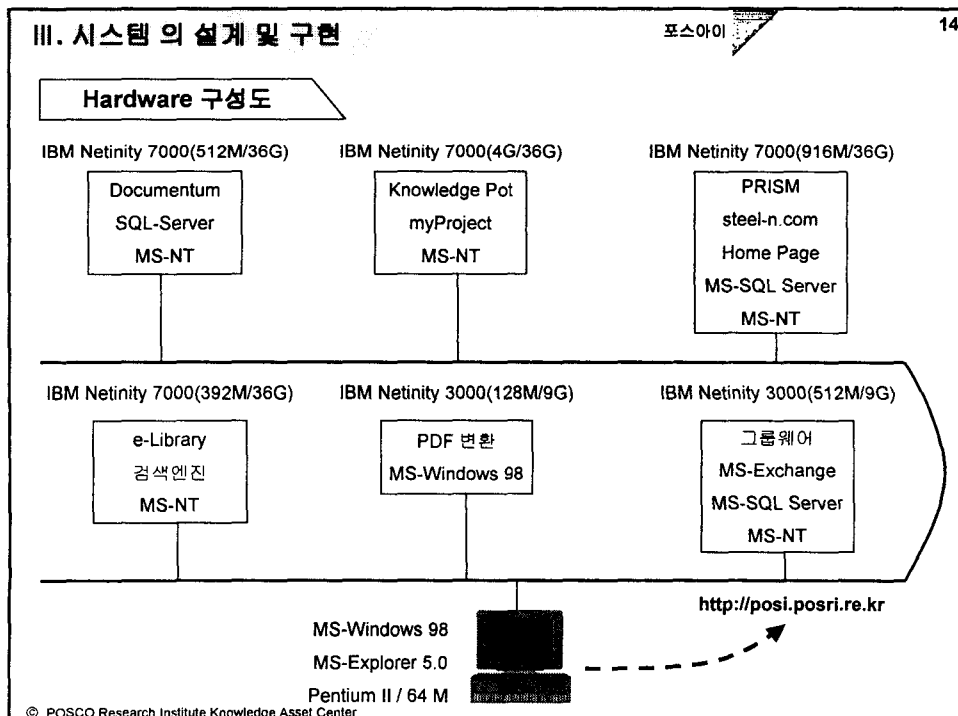 III. 시스템 의 설계 및 구현
포스아이
14
Hardware 구성도
IBM Netinity 7000(512M/36G)
Documentum
SQL-Server
MS-NT
IBM Netinity 7000(4G/36G)
Knowledge Pot
myProject
MS-NT
IBM Netinity 7000(916M/36G)
PRISM
steel-n.com
Home Page
MS-SQL Server
MS-NT
IBM Netinity 7000(392M/36G)
e-Library
검색엔진
MS-NT
IBM Netinity 3000(128M/9G)
PDF 변환
MS-Windows 98
IBM Netinity 3000(512M/9G)
그룹웨어
MS-Exchange
MS-SQL Server
MS-NT
http://posi.posri.re.kr
MS-Windows 98
MS-Explorer 5.0
Pentium II / 64 M
© POSCO Research Institute Knowledge Asset Center